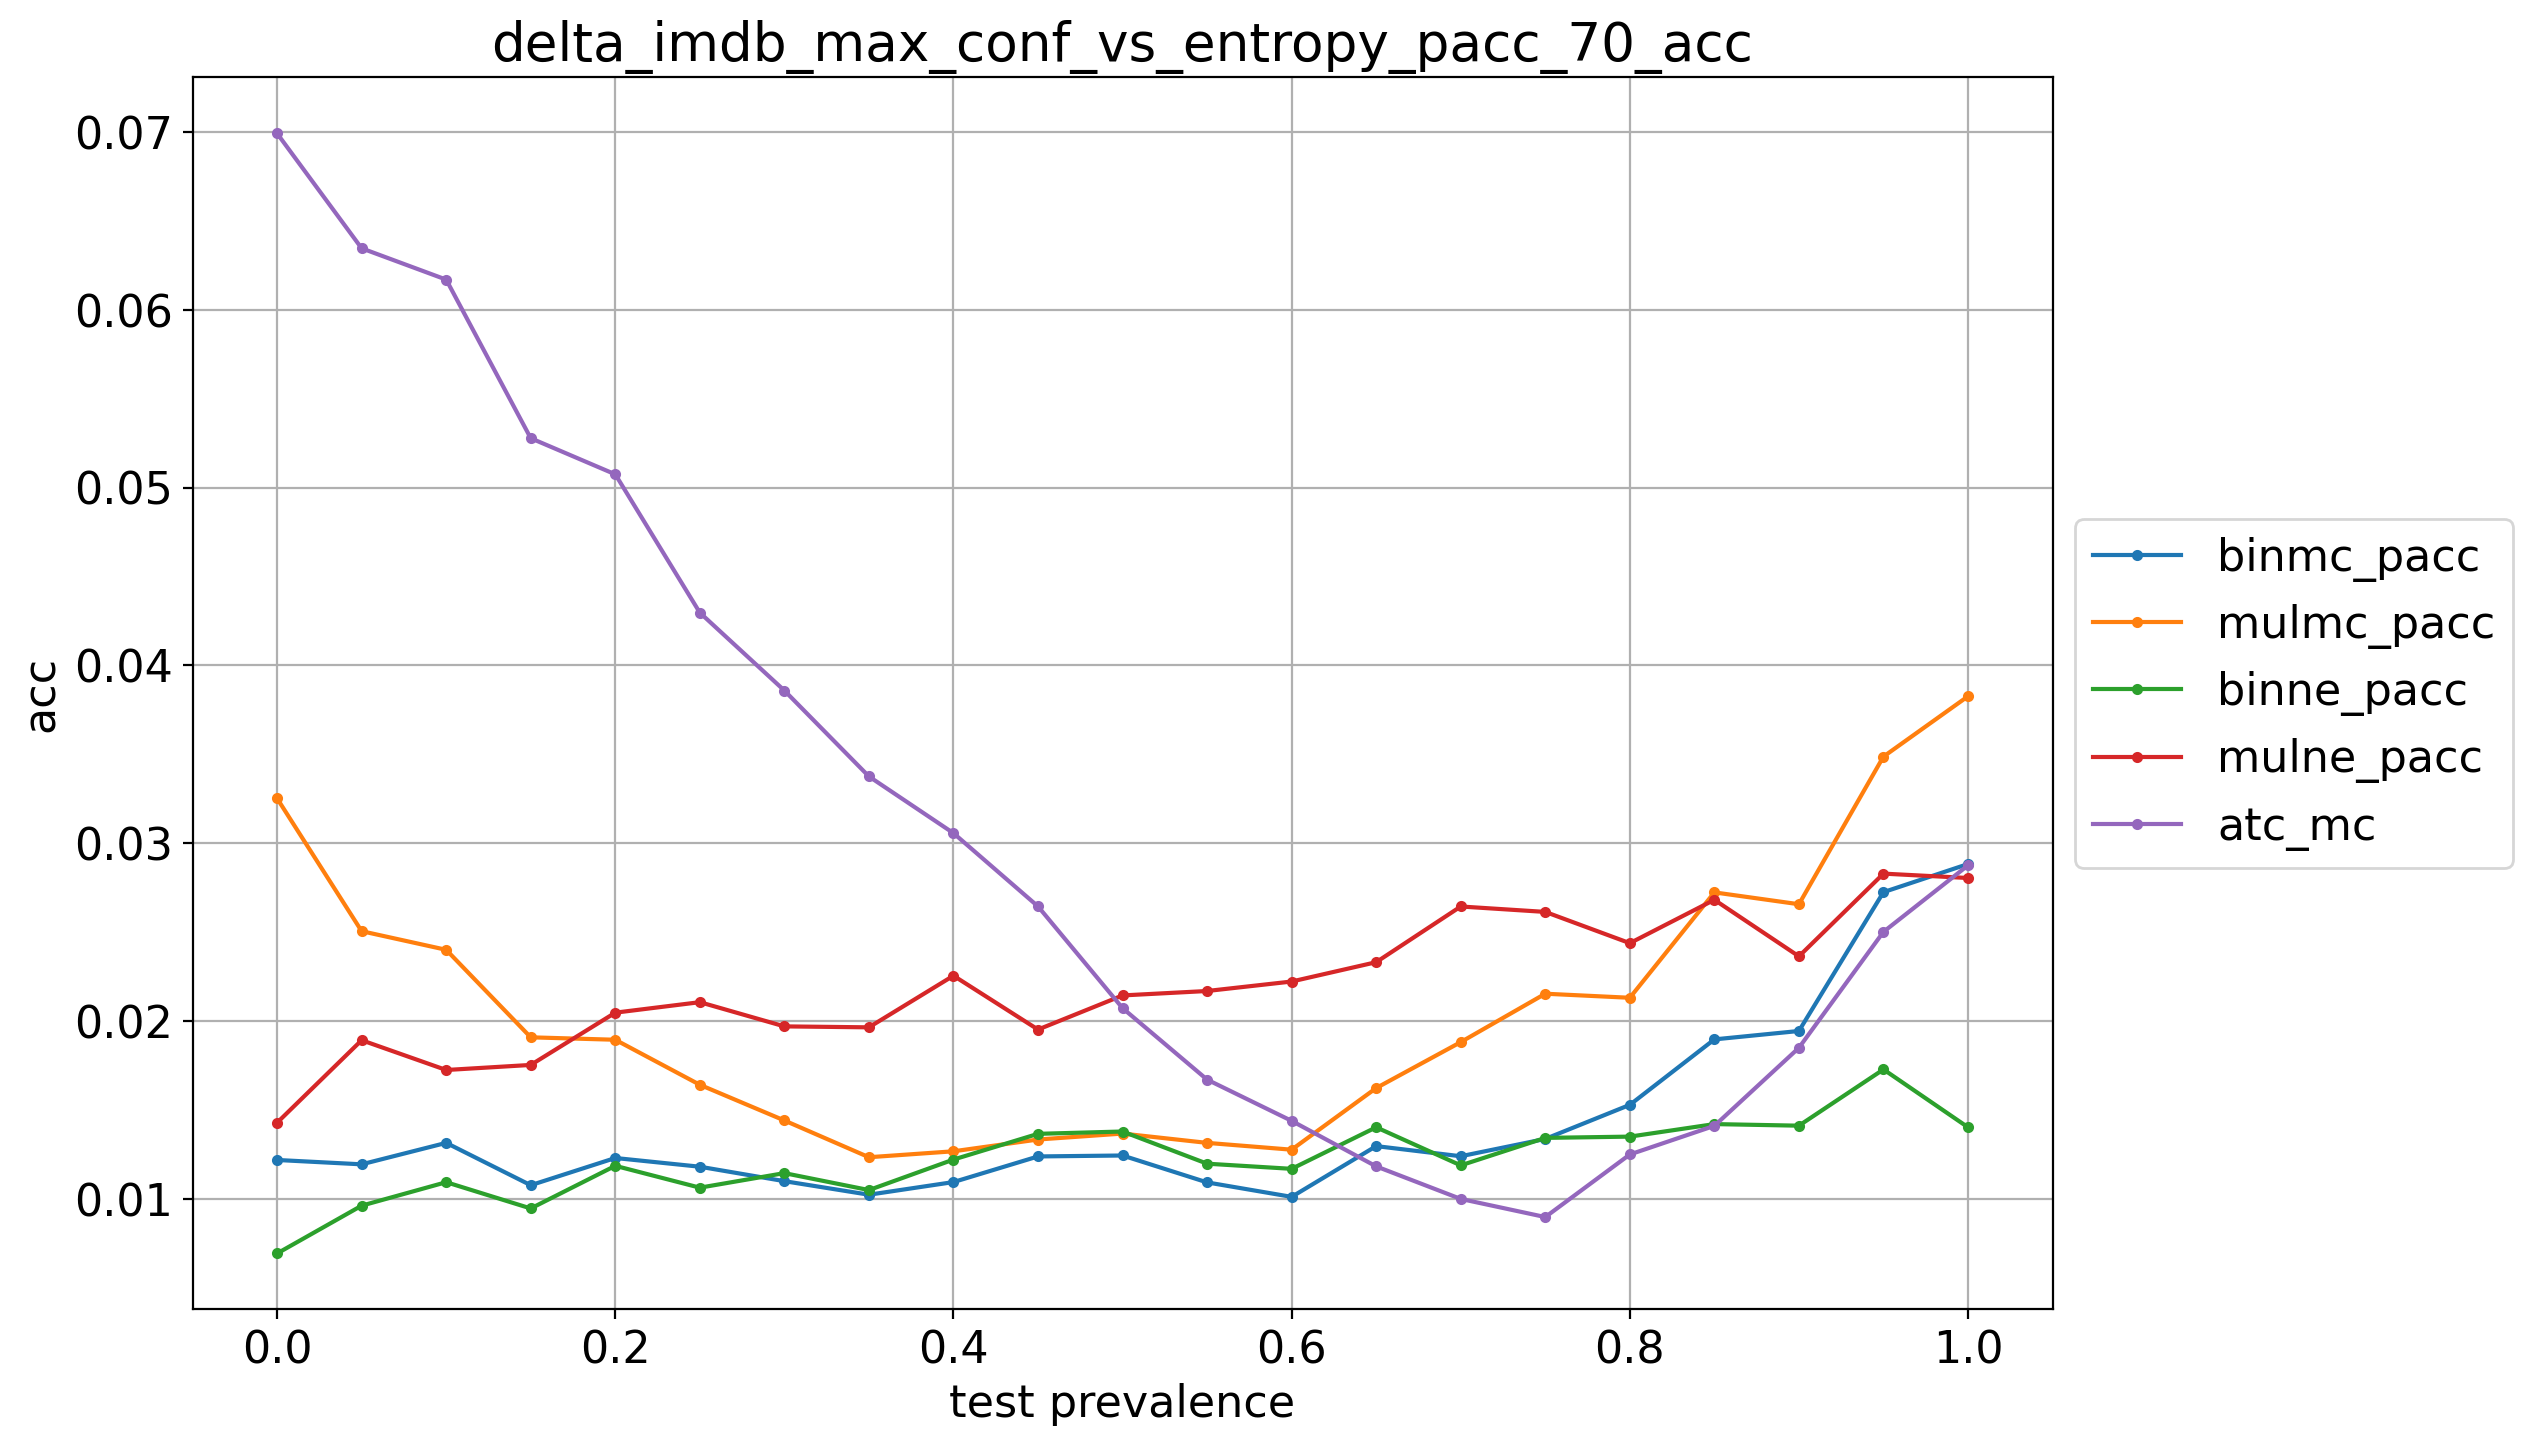 delta_imdb_max_conf_vs_entropy_pacc_70_acc
0.07
0.06
0.05
0.04
0.03
0.02
0.01
acc
0.0 0.2 0.4 0.6 0.8 1.0
test prevalence
binmc_pacc
mulmc_pacc
binne_pacc
mulne_pacc
atc_mc